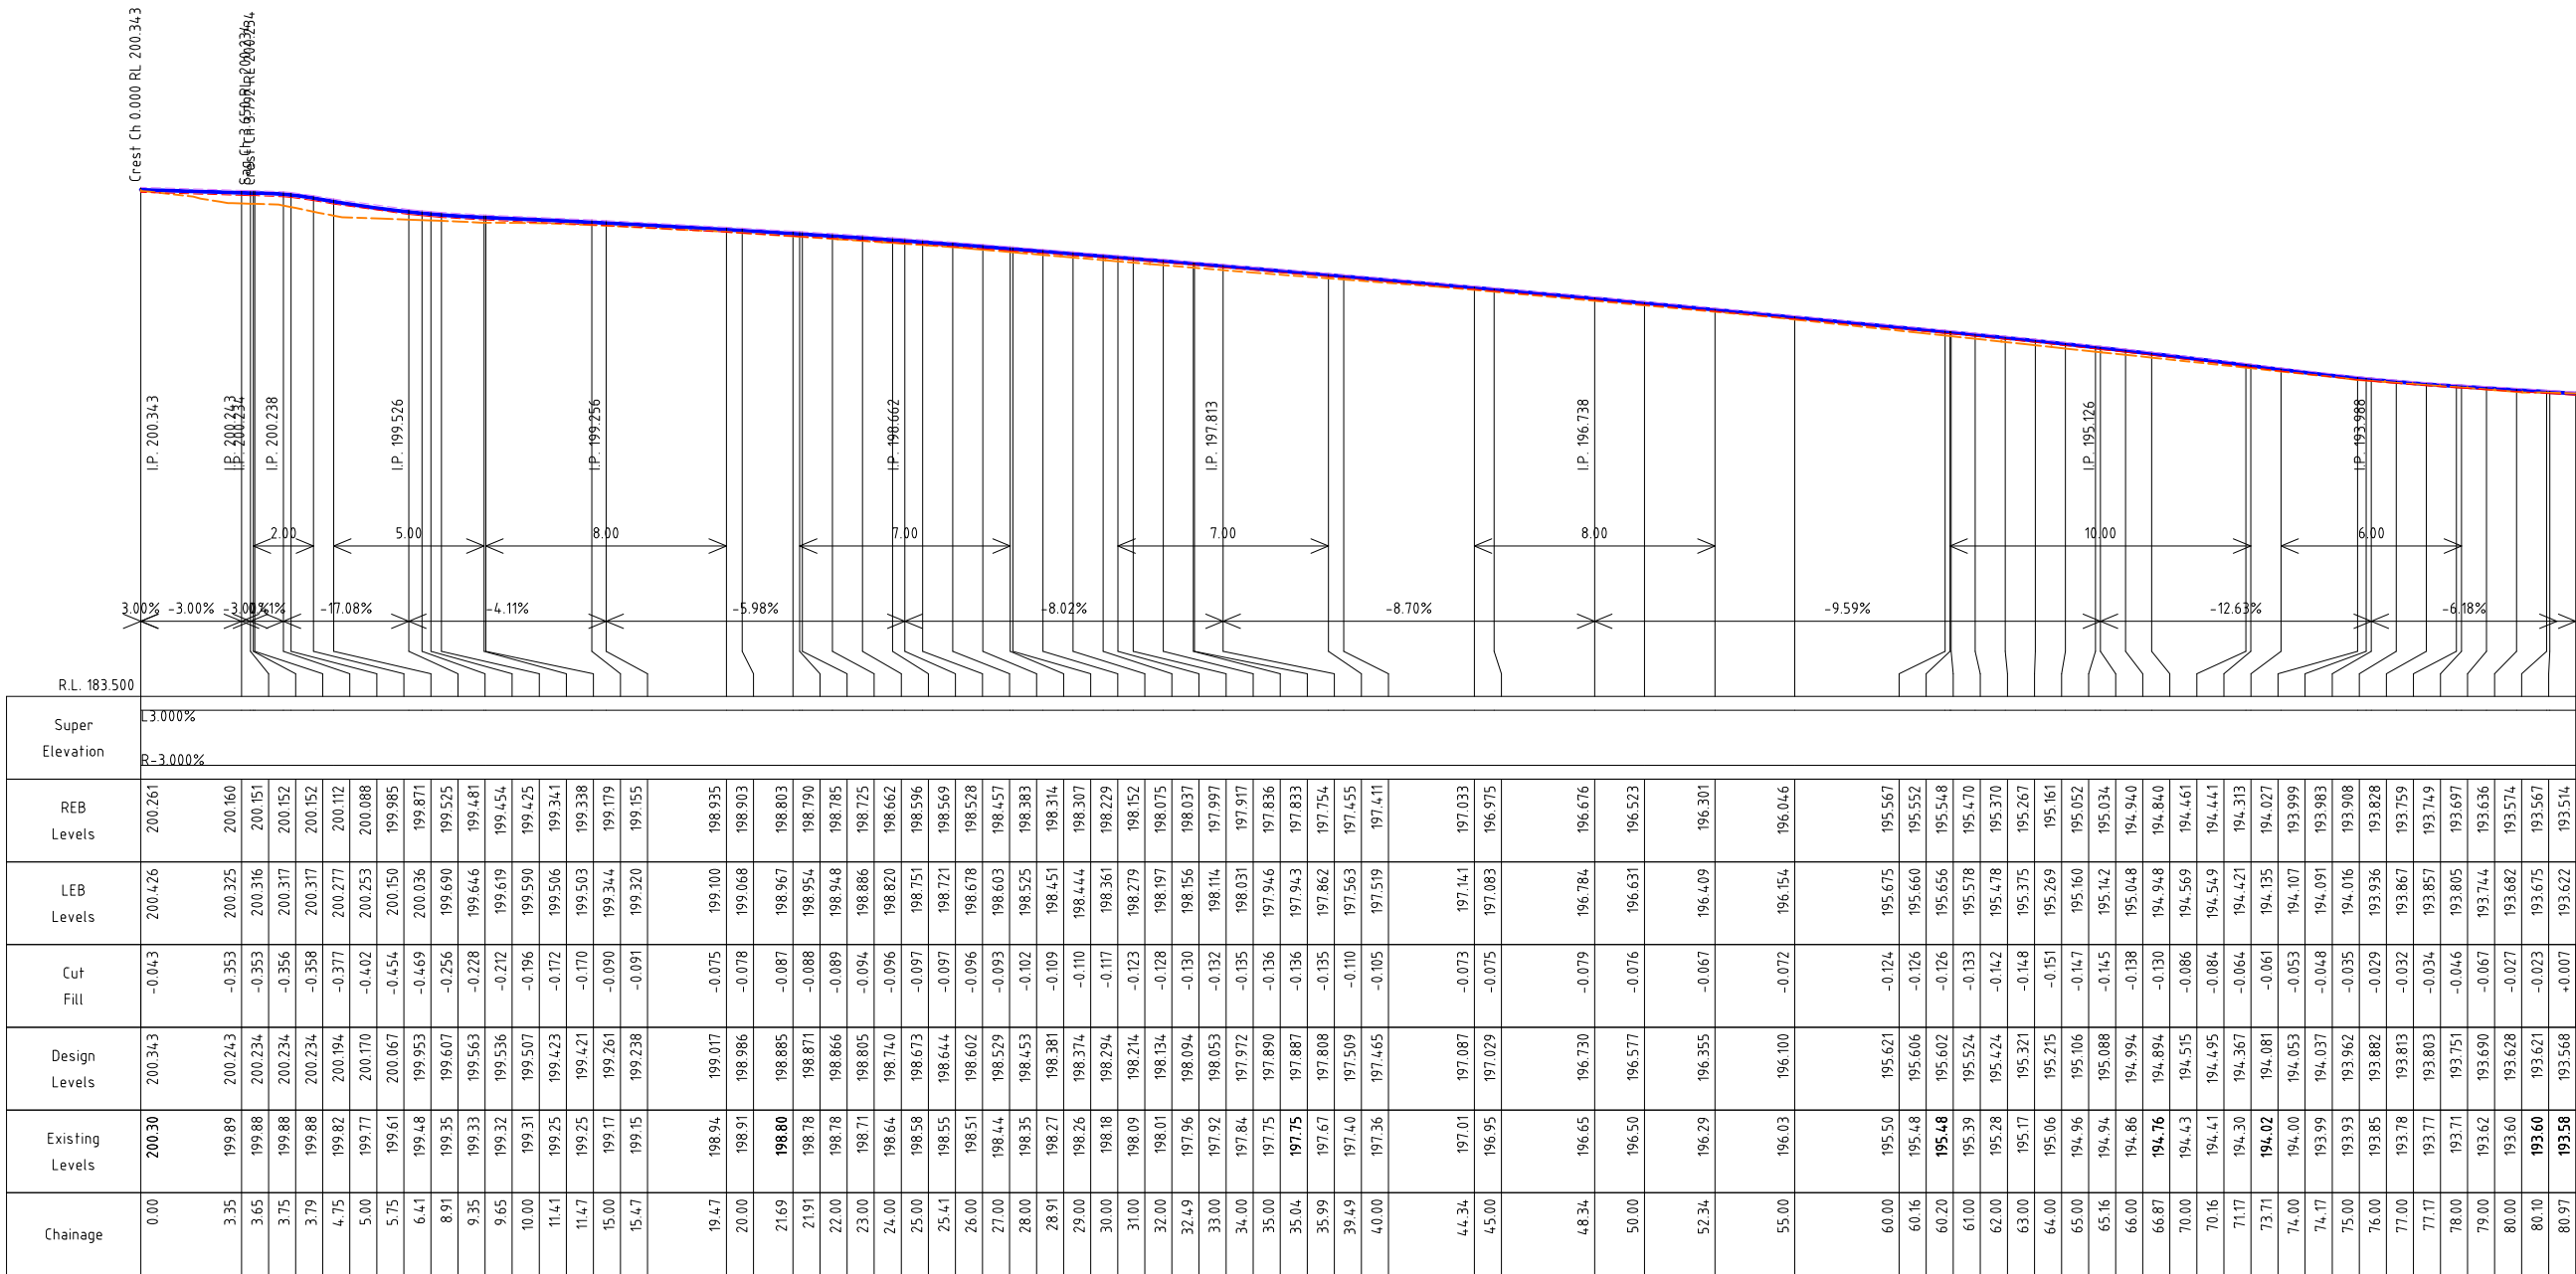 Crest Ch 0.000 RL 200.343
Sag Ch 3.650 RL 200.234
Crest Ch 3.792 RL 200.234
I.P. 200.343
I.P. 200.243
I.P. 200.234
I.P. 200.238
I.P. 199.526
I.P. 199.256
I.P. 198.662
I.P. 197.813
I.P. 196.738
I.P. 195.126
I.P. 193.988
2.00 5.00 8.00 7.00 7.00 8.00 10.00 6.00
3.00% -3.00% -3.00% -17.08% -4.11% -5.98% -8.02% -8.70% -9.59% -12.63% -6.18%
R.L. 183.500
Super Elevation
L3.000%
R-3.000%
REB Levels 200.261 200.160 200.151 200.152 200.152 200.112 200.088 199.985 199.871 199.525 199.481 199.454 199.425 199.341 199.338 199.179 199.155 198.935 198.903 198.803 198.790 198.785 198.725 198.662 198.596 198.569 198.528 198.457 198.383 198.314 198.307 198.229 198.152 198.075 198.037 197.997 197.917 197.836 197.833 197.754 197.455 197.411 197.033 196.975 196.676 196.523 196.301 196.046 195.567 195.552 195.548 195.470 195.370 195.267 195.161 195.052 195.034 194.940 194.840 194.461 194.441 194.313 194.027 193.999 193.983 193.908 193.828 193.759 193.749 193.697 193.636 193.574 193.567 193.514
LEB Levels 200.426 200.325 200.316 200.317 200.317 200.277 200.253 200.150 200.036 199.690 199.646 199.619 199.590 199.506 199.503 199.344 199.320 199.100 199.068 198.967 198.954 198.948 198.886 198.820 198.751 198.721 198.678 198.603 198.525 198.451 198.444 198.361 198.279 198.197 198.156 198.114 198.031 197.946 197.943 197.862 197.563 197.519 197.141 197.083 196.784 196.631 196.409 196.154 195.675 195.660 195.656 195.578 195.478 195.375 195.269 195.160 195.142 195.048 194.948 194.569 194.549 194.421 194.135 194.107 194.091 194.016 193.936 193.867 193.857 193.805 193.744 193.682 193.675 193.622
Cut Fill -0.043 -0.353 -0.353 -0.356 -0.358 -0.377 -0.402 -0.454 -0.469 -0.256 -0.228 -0.212 -0.196 -0.172 -0.170 -0.090 -0.091 -0.075 -0.078 -0.087 -0.088 -0.089 -0.094 -0.096 -0.097 -0.097 -0.096 -0.093 -0.102 -0.109 -0.110 -0.117 -0.123 -0.128 -0.130 -0.132 -0.135 -0.136 -0.136 -0.135 -0.110 -0.105 -0.073 -0.075 -0.079 -0.076 -0.067 -0.072 -0.124 -0.126 -0.126 -0.133 -0.142 -0.148 -0.151 -0.147 -0.145 -0.138 -0.130 -0.086 -0.084 -0.064 -0.061 -0.053 -0.048 -0.035 -0.029 -0.032 -0.034 -0.046 -0.067 -0.027 -0.023 +0.007
Design Levels 200.343 200.243 200.234 200.234 200.234 200.194 200.170 200.067 199.953 199.607 199.563 199.536 199.507 199.423 199.421 199.261 199.238 199.017 198.986 198.885 198.871 198.866 198.805 198.740 198.673 198.644 198.602 198.529 198.453 198.381 198.374 198.294 198.214 198.134 198.094 198.053 197.972 197.890 197.887 197.808 197.509 197.465 197.087 197.029 196.730 196.577 196.355 196.100 195.621 195.606 195.602 195.524 195.424 195.321 195.215 195.106 195.088 194.994 194.894 194.515 194.495 194.367 194.081 194.053 194.037 193.962 193.882 193.813 193.803 193.751 193.690 193.628 193.621 193.568
Existing Levels 200.30 199.89 199.88 199.88 199.88 199.82 199.77 199.61 199.48 199.35 199.33 199.32 199.31 199.25 199.25 199.17 199.15 198.94 198.91 198.80 198.78 198.78 198.71 198.64 198.58 198.55 198.51 198.44 198.35 198.27 198.26 198.18 198.09 198.01 197.96 197.92 197.84 197.75 197.75 197.67 197.40 197.36 197.01 196.95 196.65 196.50 196.29 196.03 195.50 195.48 195.48 195.39 195.28 195.17 195.06 194.96 194.94 194.86 194.76 194.43 194.41 194.30 194.02 194.00 193.99 193.93 193.85 193.78 193.77 193.71 193.62 193.60 193.60 193.58
Chainage 0.00 3.35 3.65 3.75 3.79 4.75 5.00 5.75 6.41 8.91 9.35 9.65 10.00 11.41 11.47 15.00 15.47 19.47 20.00 21.69 21.91 22.00 23.00 24.00 25.00 25.41 26.00 27.00 28.00 28.91 29.00 30.00 31.00 32.00 32.49 33.00 34.00 35.00 35.04 35.99 39.49 40.00 44.34 45.00 48.34 50.00 52.34 55.00 60.00 60.16 60.20 61.00 62.00 63.00 64.00 65.00 65.16 66.00 66.87 70.00 70.16 71.17 73.71 74.00 74.17 75.00 76.00 77.00 77.17 78.00 79.00 80.00 80.10 80.97